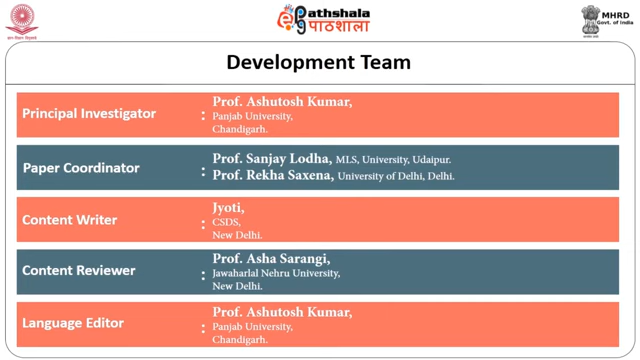 ePathshala
पाठशाला
MHRD
Govt. of India
Development Team
Principal Investigator : Prof. Ashutosh Kumar,
Panjab University,
Chandigarh.
Paper Coordinator : Prof. Sanjay Lodha, MLS, University, Udaipur.
Prof. Rekha Saxena, University of Delhi, Delhi.
Content Writer : Jyoti,
CSDS,
New Delhi.
Content Reviewer : Prof. Asha Sarangi,
Jawaharlal Nehru University,
New Delhi.
Language Editor : Prof. Ashutosh Kumar,
Panjab University,
Chandigarh.